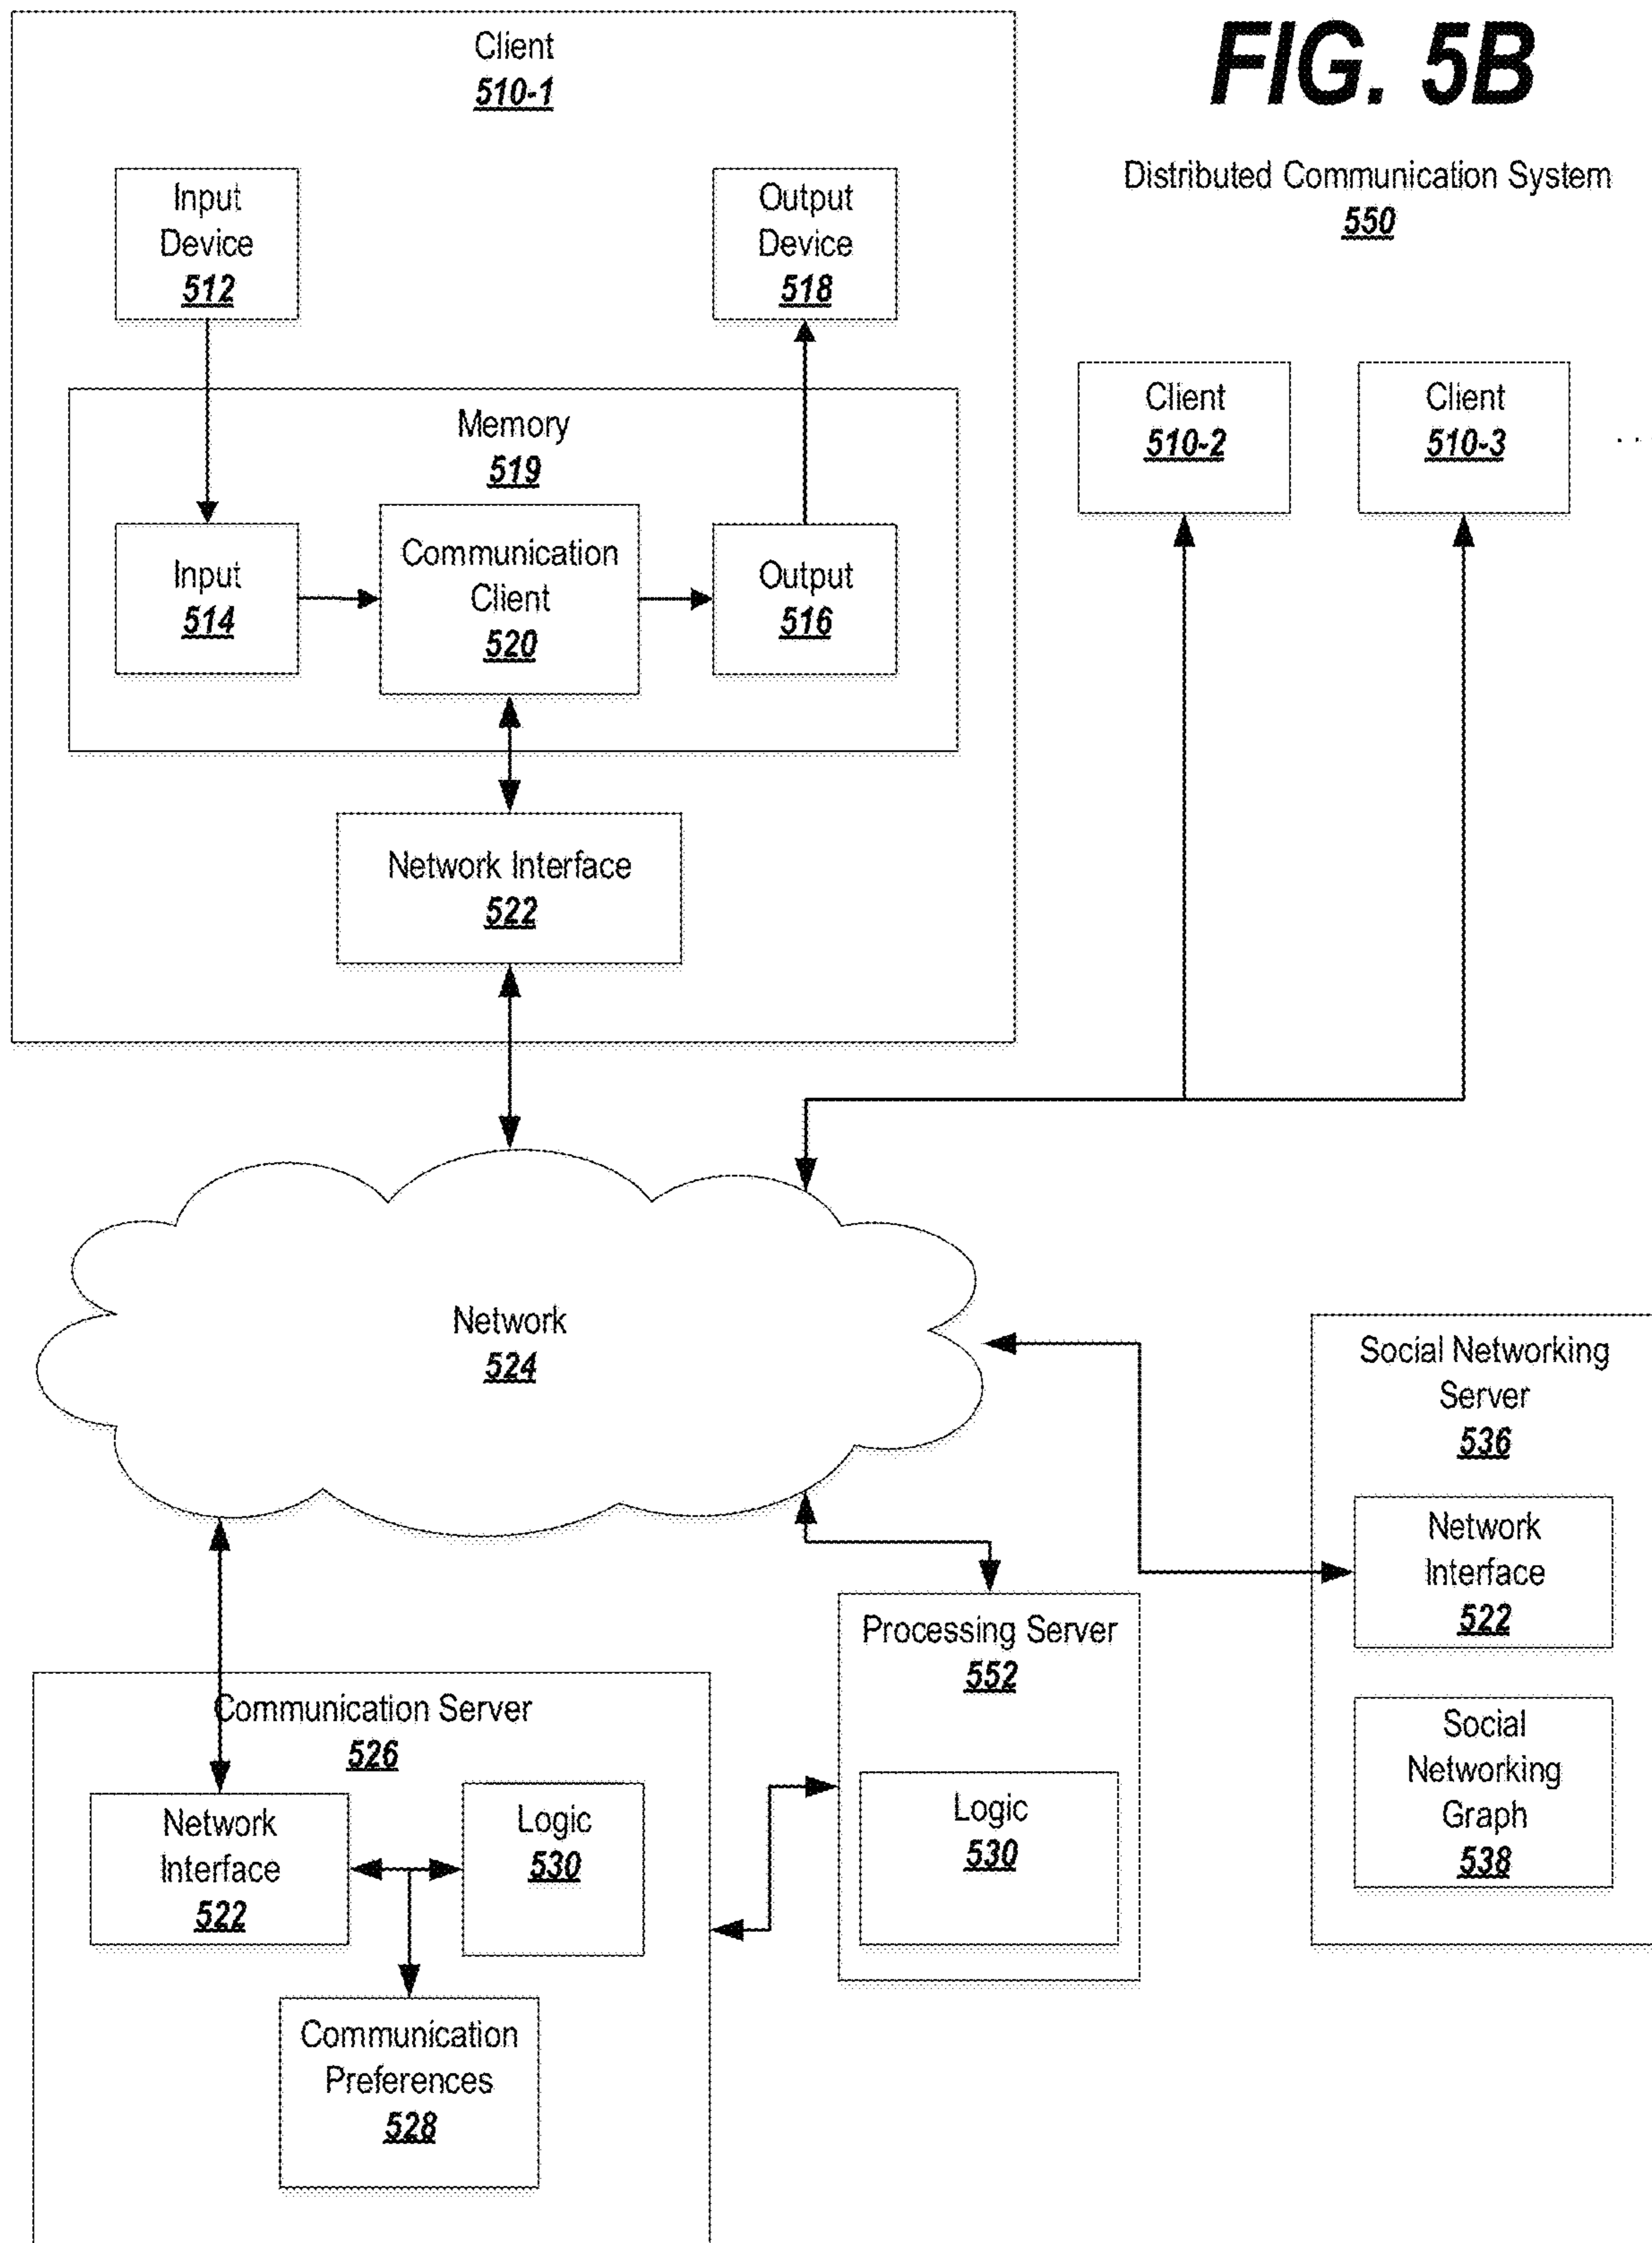 FIG. 5B
Distributed Communication System
550
Client
510-1
Input
Device
512
Output
Device
518
Memory
519
Input
514
Communication
Client
520
Output
516
Network Interface
522
Client
510-2
Client
510-3
. . .
Network
524
Social Networking
Server
536
Network
Interface
522
Social
Networking
Graph
538
Processing Server
552
Logic
530
Communication Server
526
Network
Interface
522
Logic
530
Communication
Preferences
528